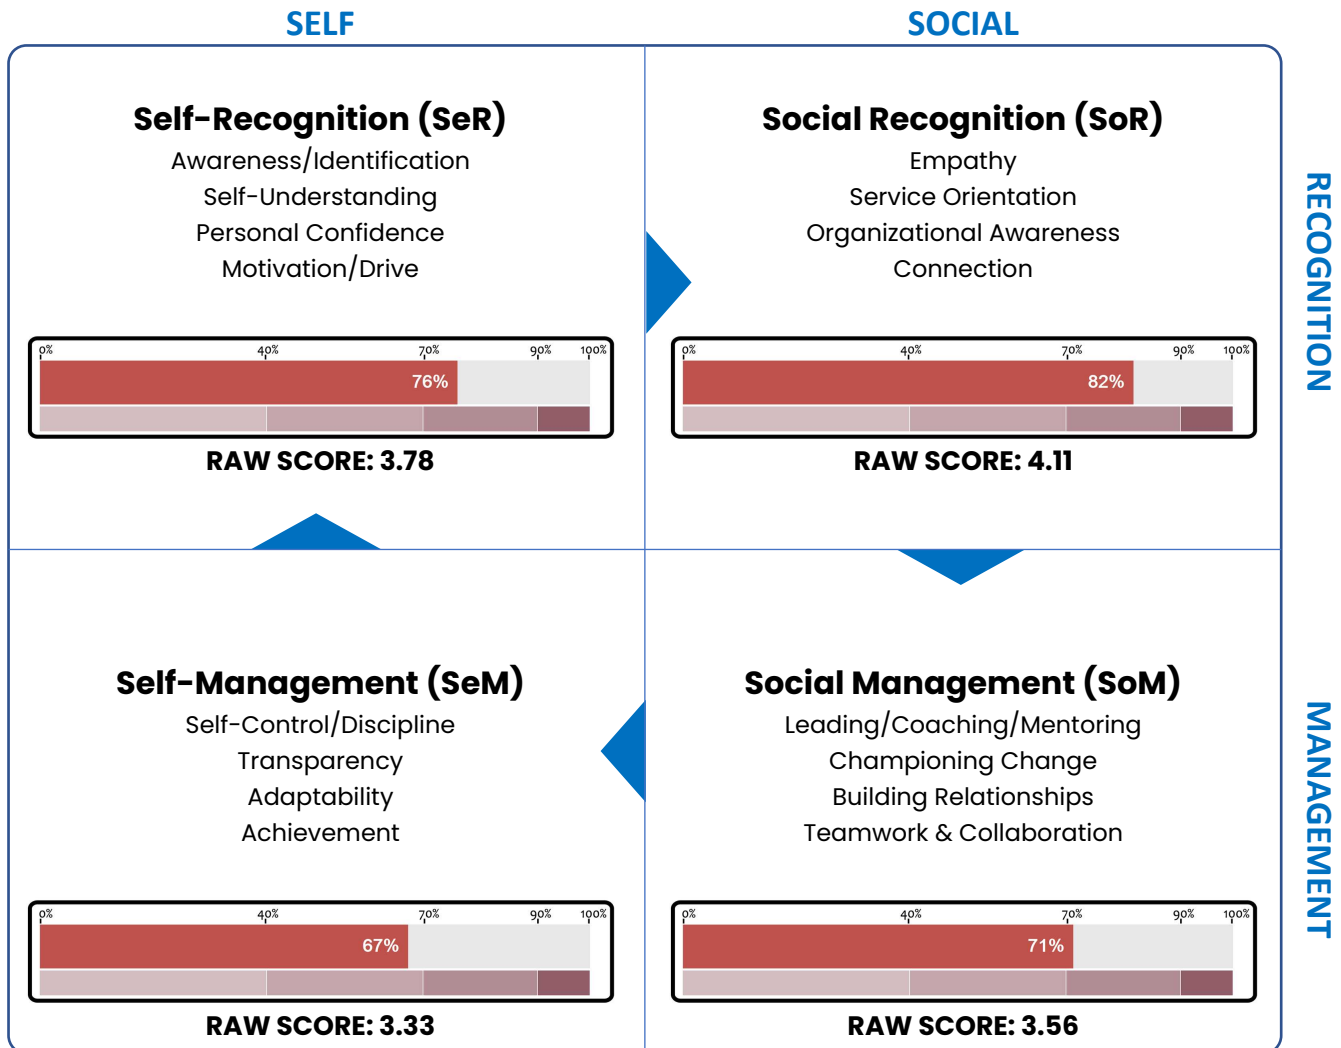 SELF
SOCIAL
Self-Recognition (SeR)
Awareness/Identification
Self-Understanding
Personal Confidence
Motivation/Drive
0% 40% 70% 90% 100%
76%
RAW SCORE: 3.78
Social Recognition (SoR)
Empathy
Service Orientation
Organizational Awareness
Connection
0% 40% 70% 90% 100%
82%
RAW SCORE: 4.11
RECOGNITION
Self-Management (SeM)
Self-Control/Discipline
Transparency
Adaptability
Achievement
0% 40% 70% 90% 100%
67%
RAW SCORE: 3.33
Social Management (SoM)
Leading/Coaching/Mentoring
Championing Change
Building Relationships
Teamwork & Collaboration
0% 40% 70% 90% 100%
71%
RAW SCORE: 3.56
MANAGEMENT